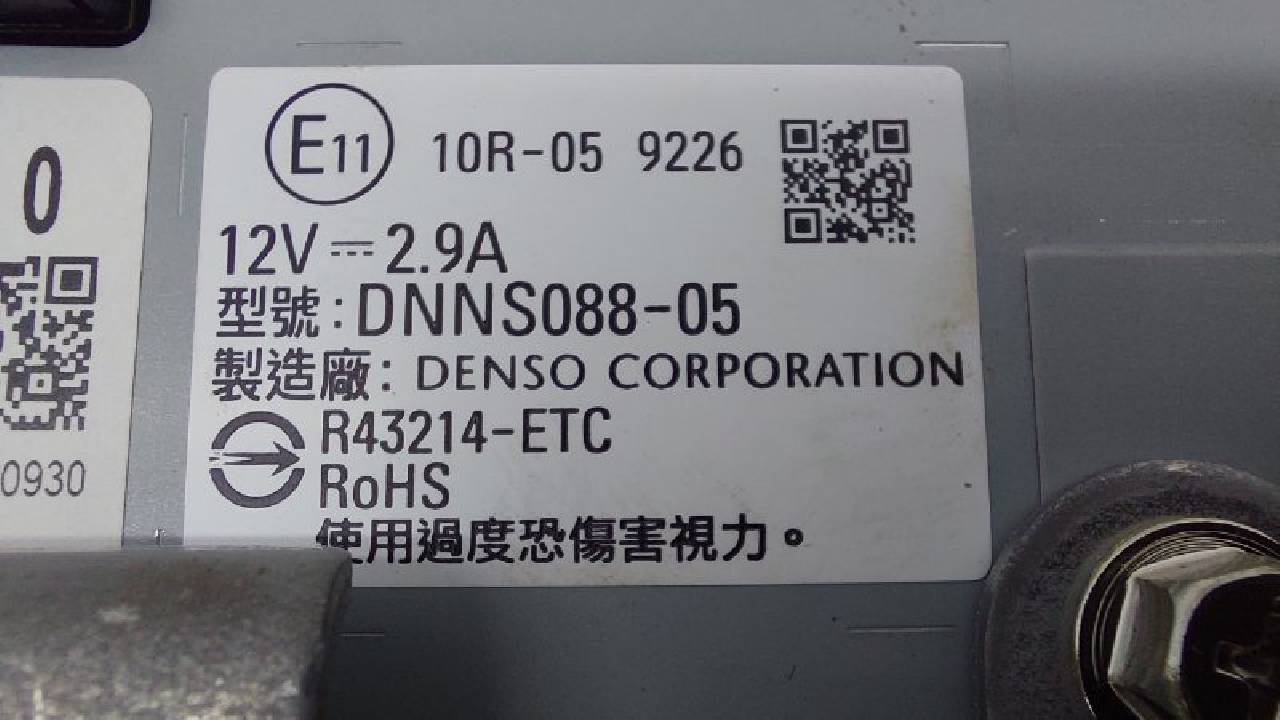 E11 10R-05 9226
12V ⎓ 2.9A
型號:DNNS088-05
製造廠: DENSO CORPORATION
R43214-ETC
RoHS
使用過度恐傷害視力。
0
0930